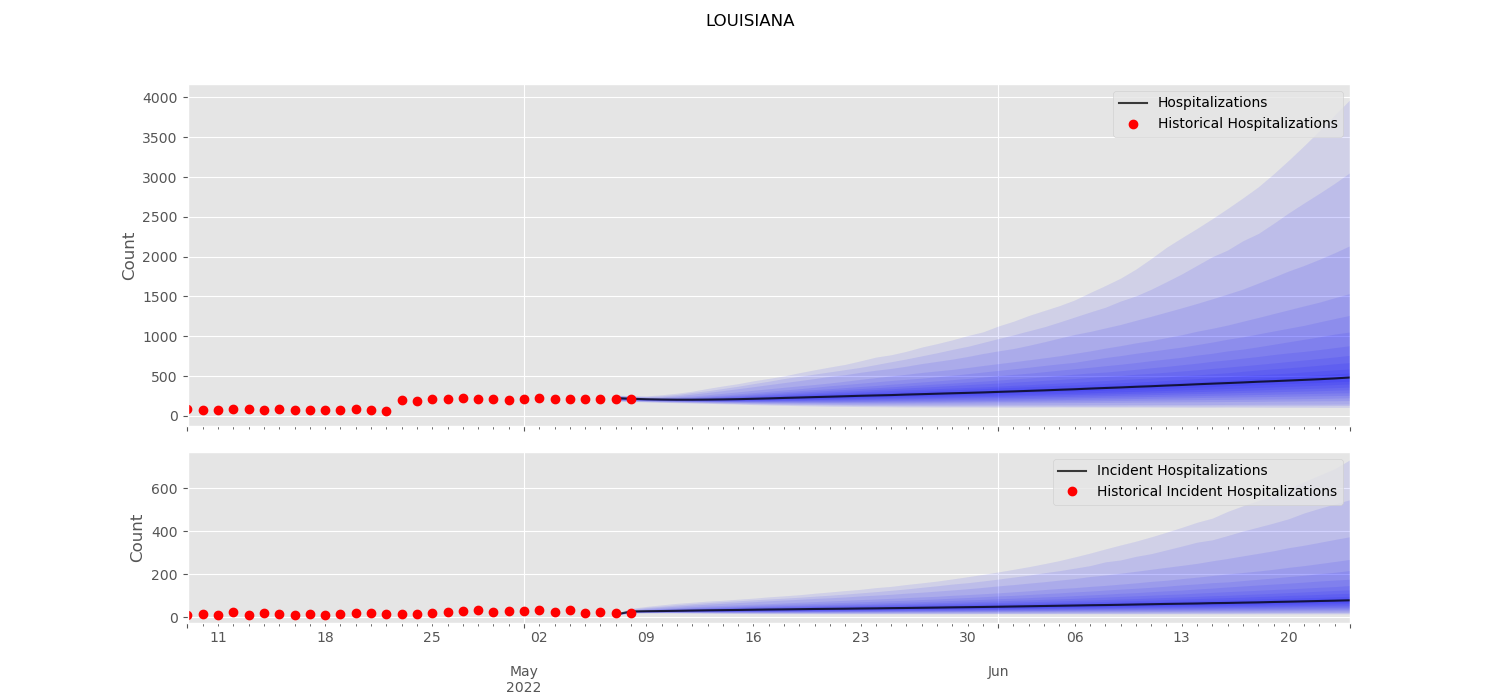 LOUISIANA
4000
3500
3000
2500
2000
1500
1000
500
0
Count
Hospitalizations
Historical Hospitalizations
600
400
200
0
Count
Incident Hospitalizations
Historical Incident Hospitalizations
11 18 25 02 09 16 23 30 06 13 20
May Jun
2022